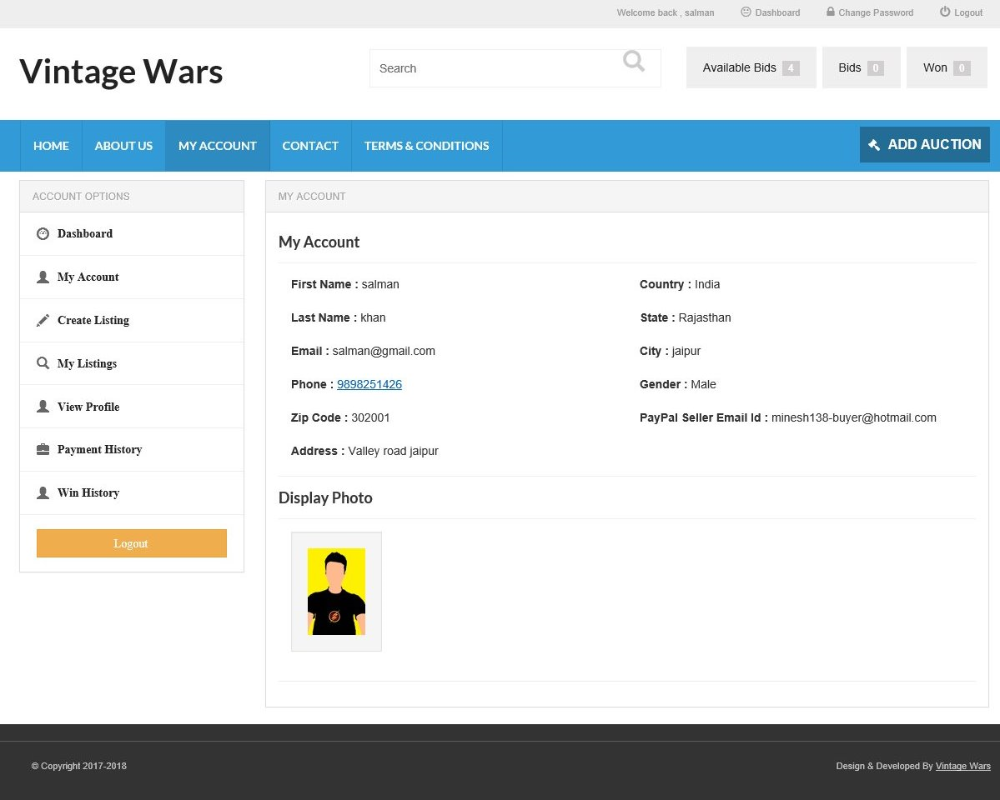 Welcome back , salman Dashboard Change Password Logout
Vintage Wars
Search
Available Bids 4 Bids 0 Won 0
HOME ABOUT US MY ACCOUNT CONTACT TERMS & CONDITIONS ADD AUCTION
ACCOUNT OPTIONS
Dashboard
My Account
Create Listing
My Listings
View Profile
Payment History
Win History
Logout
MY ACCOUNT
My Account
First Name : salman
Last Name : khan
Email : salman@gmail.com
Phone : 9898251426
Zip Code : 302001
Address : Valley road jaipur
Country : India
State : Rajasthan
City : jaipur
Gender : Male
PayPal Seller Email Id : minesh138-buyer@hotmail.com
Display Photo
© Copyright 2017-2018
Design & Developed By Vintage Wars